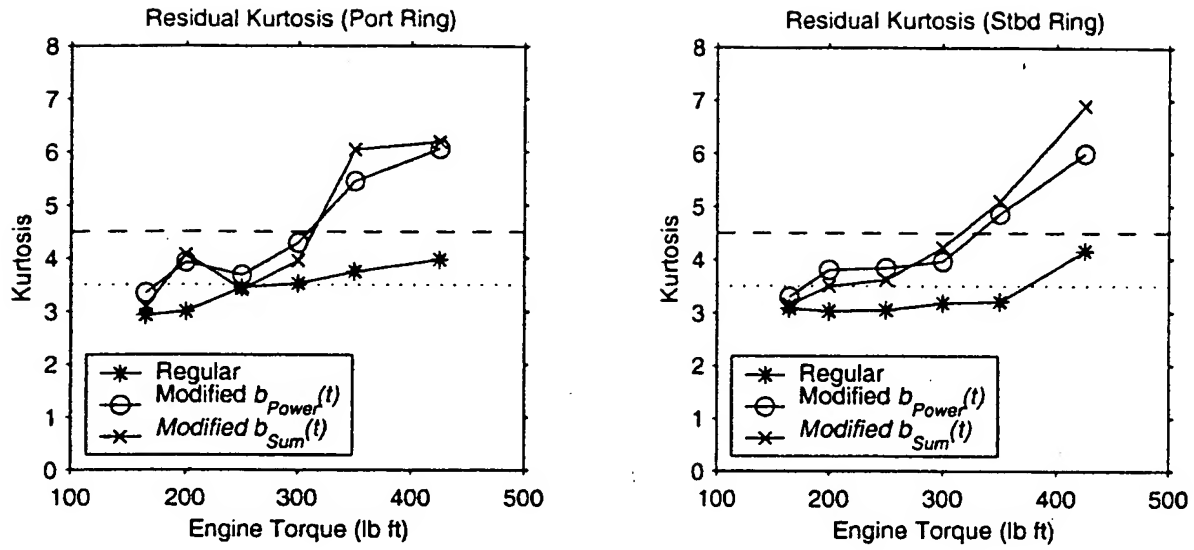 Residual Kurtosis (Port Ring)
8
7
6
5
4
3
2
1
0
Kurtosis
Regular
Modified b_Power(t)
Modified b_Sum(t)
100 200 300 400 500
Engine Torque (lb ft)
Residual Kurtosis (Stbd Ring)
8
7
6
5
4
3
2
1
0
Kurtosis
Regular
Modified b_Power(t)
Modified b_Sum(t)
100 200 300 400 500
Engine Torque (lb ft)